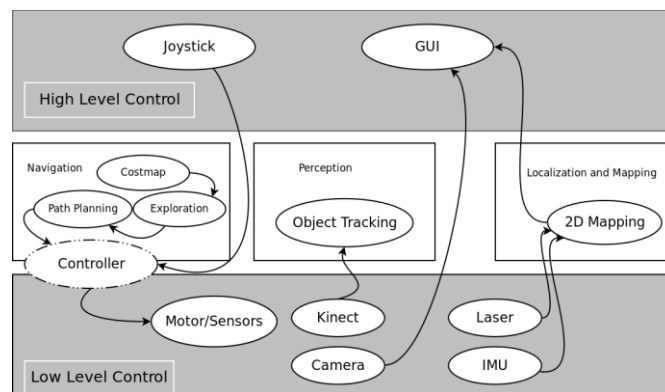 Joystick
GUI
High Level Control
Navigation
Costmap
Path Planning
Exploration
Controller
Perception
Object Tracking
Localization and Mapping
2D Mapping
Motor/Sensors
Kinect
Laser
Camera
IMU
Low Level Control